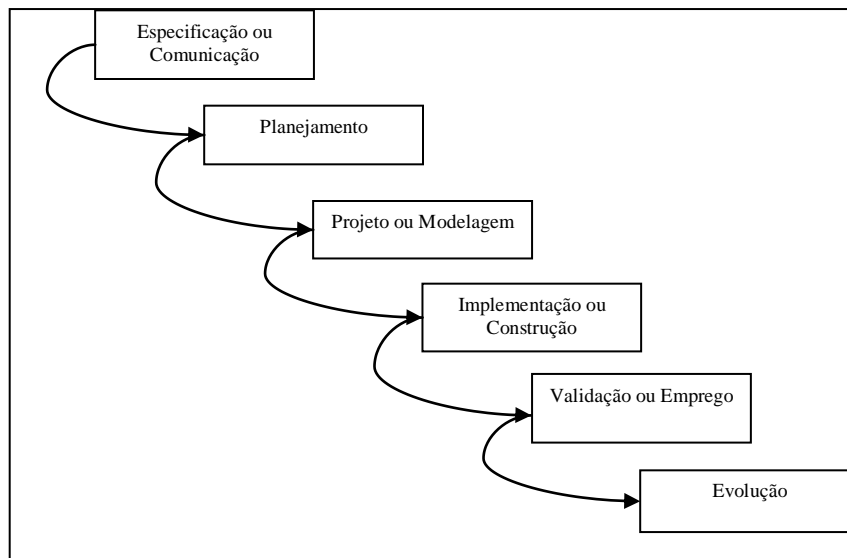 Especificação ou
Comunicação
Planejamento
Projeto ou Modelagem
Implementação ou
Construção
Validação ou Emprego
Evolução